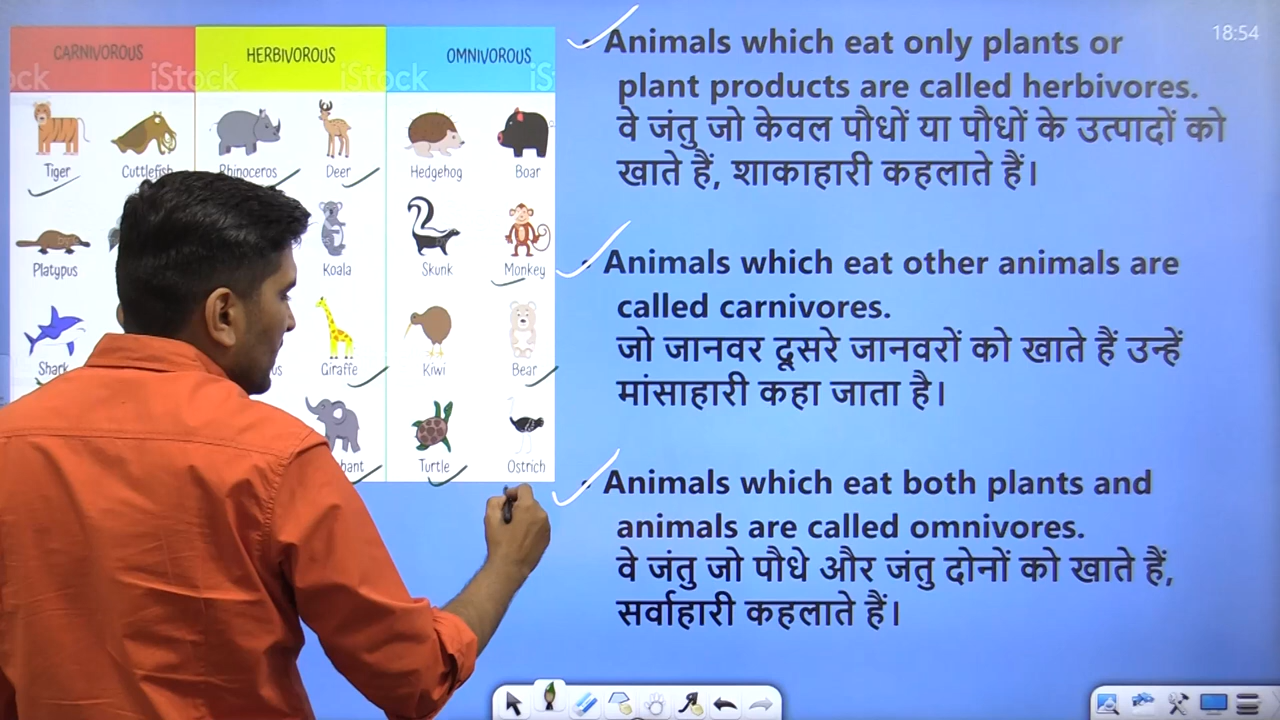 CARNIVOROUS HERBIVOROUS OMNIVOROUS
iStock iStock
Tiger Cuttlefish Rhinoceros Deer Hedgehog Boar
Platypus Koala Skunk Monkey
Shark Giraffe Kiwi Bear
Turtle Ostrich
18:54
• Animals which eat only plants or
plant products are called herbivores.
वे जंतु जो केवल पौधों या पौधों के उत्पादों को
खाते हैं, शाकाहारी कहलाते हैं।
• Animals which eat other animals are
called carnivores.
जो जानवर दूसरे जानवरों को खाते हैं उन्हें
मांसाहारी कहा जाता है।
• Animals which eat both plants and
animals are called omnivores.
वे जंतु जो पौधे और जंतु दोनों को खाते हैं,
सर्वाहारी कहलाते हैं।